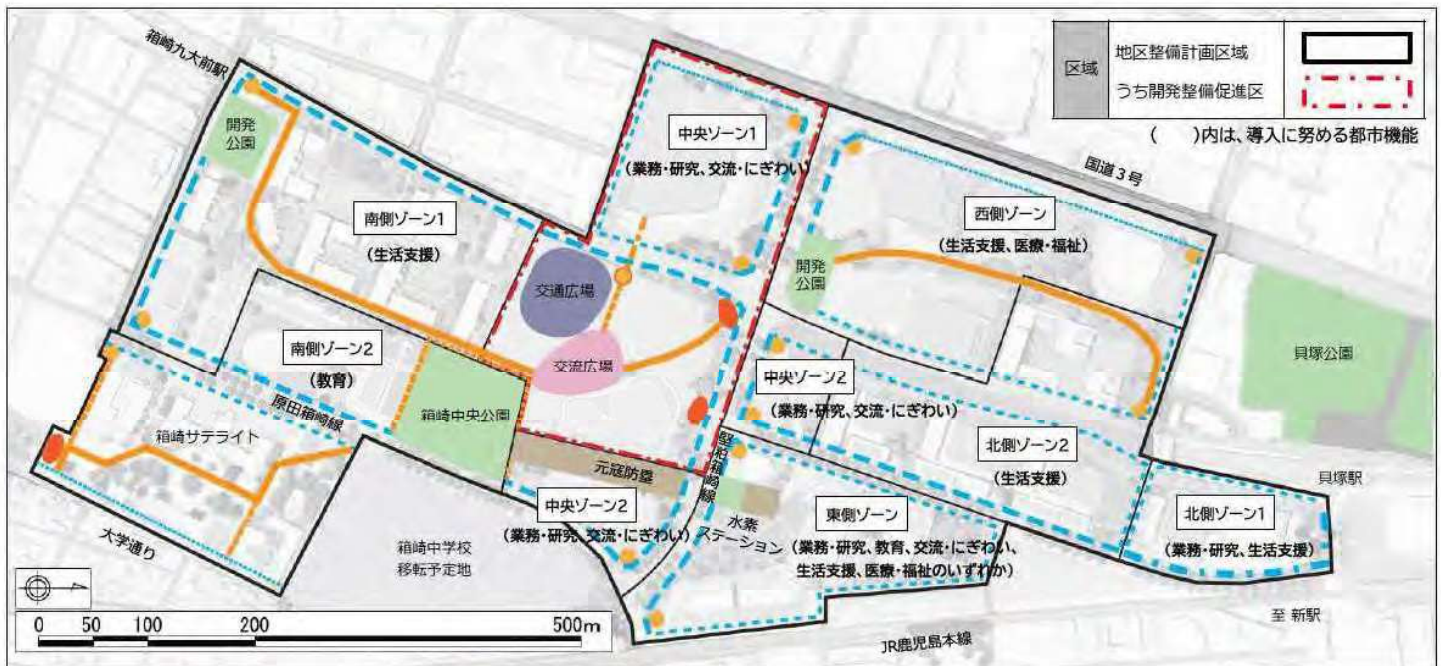 箱崎九大前駅
区域
地区整備計画区域
うち開発整備促進区
(　　)内は、導入に努める都市機能
国道3号
開発
公園
中央ゾーン1
(業務・研究、交流・にぎわい)
南側ゾーン1
(生活支援)
西側ゾーン
(生活支援、医療・福祉)
開発
公園
交通広場
交流広場
貝塚公園
南側ゾーン2
(教育)
原田箱崎線
箱崎サテライト
箱崎中央公園
中央ゾーン2
(業務・研究、交流・にぎわい)
北側ゾーン2
(生活支援)
元寇防塁
堅粕箱崎線
貝塚駅
中央ゾーン2
(業務・研究、交流・にぎわい)
水素
ステーション
東側ゾーン
(業務・研究、教育、交流・にぎわい、
生活支援、医療・福祉のいずれか)
北側ゾーン1
(業務・研究、生活支援)
大学通り
箱崎中学校
移転予定地
至 新駅
JR鹿児島本線
0 50 100 200 500m